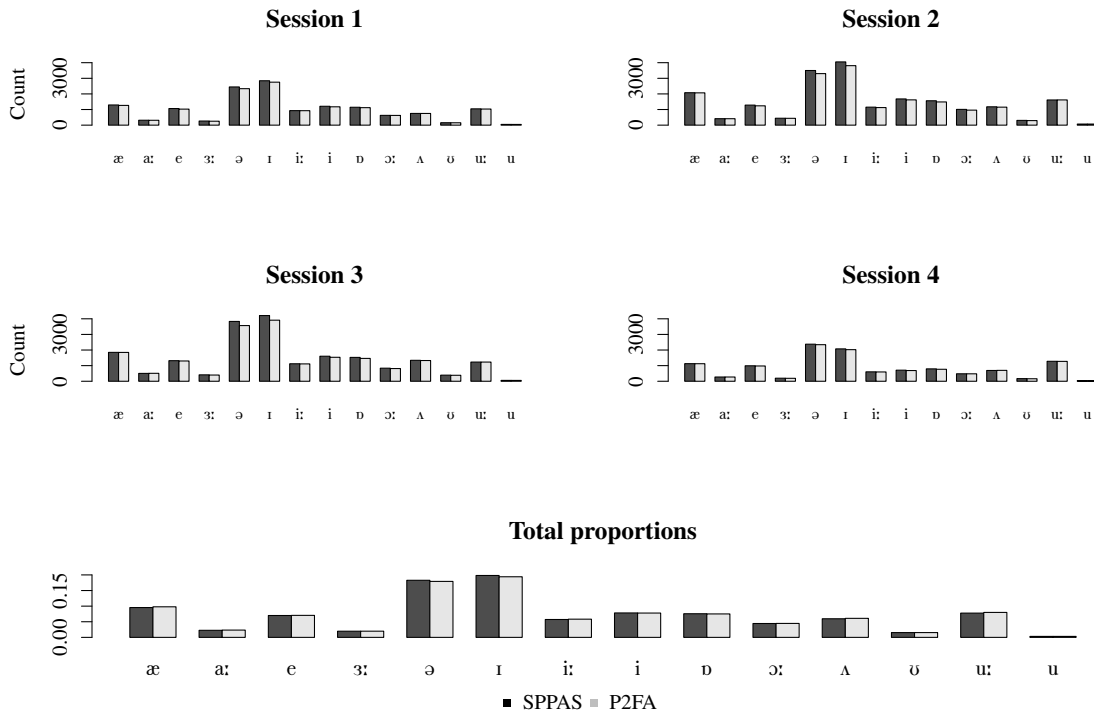 Session 1
Count
3000
0
æ aː e ɜː ə ɪ iː i ɒ ɔː ʌ ʊ uː u
Session 2
3000
0
æ aː e ɜː ə ɪ iː i ɒ ɔː ʌ ʊ uː u
Session 3
Count
3000
0
æ aː e ɜː ə ɪ iː i ɒ ɔː ʌ ʊ uː u
Session 4
3000
0
æ aː e ɜː ə ɪ iː i ɒ ɔː ʌ ʊ uː u
Total proportions
0.15
0.00
æ aː e ɜː ə ɪ iː i ɒ ɔː ʌ ʊ uː u
SPPAS P2FA